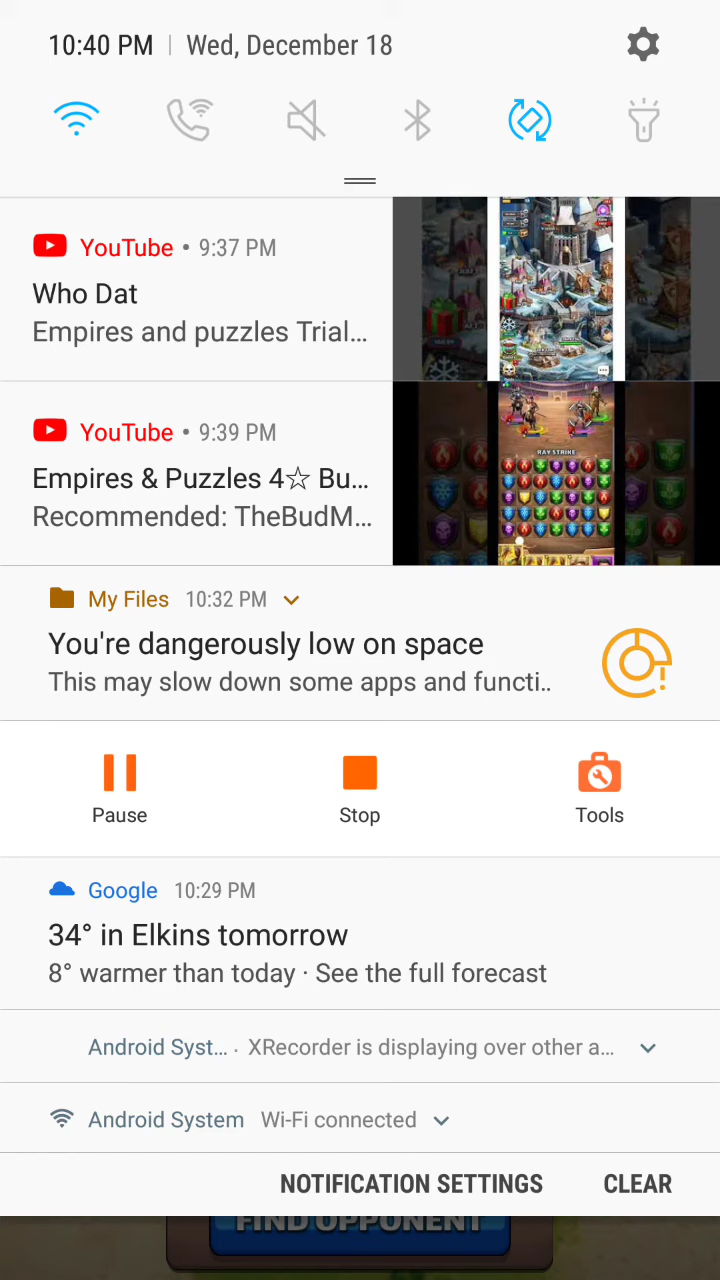 10:40 PM | Wed, December 18
YouTube • 9:37 PM
Who Dat
Empires and puzzles Trial...
RAY STRIKE
YouTube • 9:39 PM
Empires & Puzzles 4☆ Bu...
Recommended: TheBudM...
My Files 10:32 PM
You're dangerously low on space
This may slow down some apps and functi..
Pause Stop Tools
Google 10:29 PM
34° in Elkins tomorrow
8° warmer than today · See the full forecast
Android Syst... · XRecorder is displaying over other a...
Android System Wi-Fi connected
NOTIFICATION SETTINGS CLEAR
FIND OPPONENT